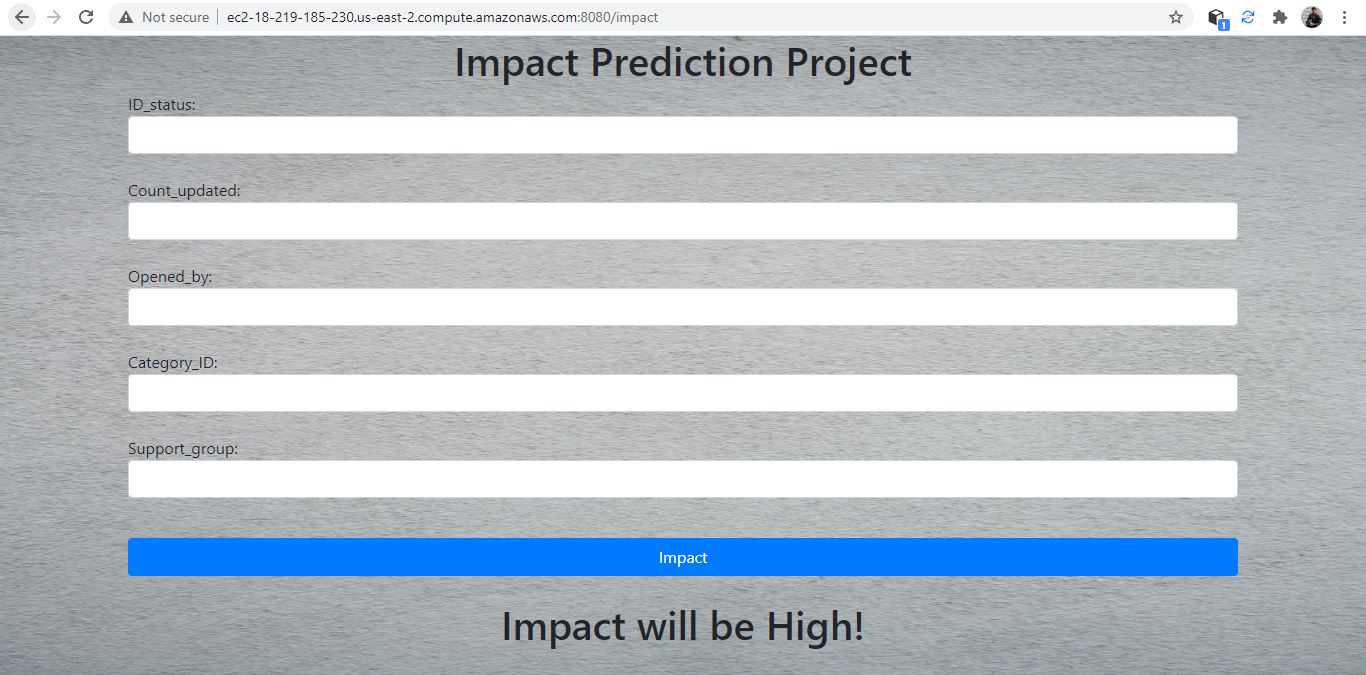 Not secure | ec2-18-219-185-230.us-east-2.compute.amazonaws.com:8080/impact
1
Impact Prediction Project
ID_status:
Count_updated:
Opened_by:
Category_ID:
Support_group:
Impact
Impact will be High!